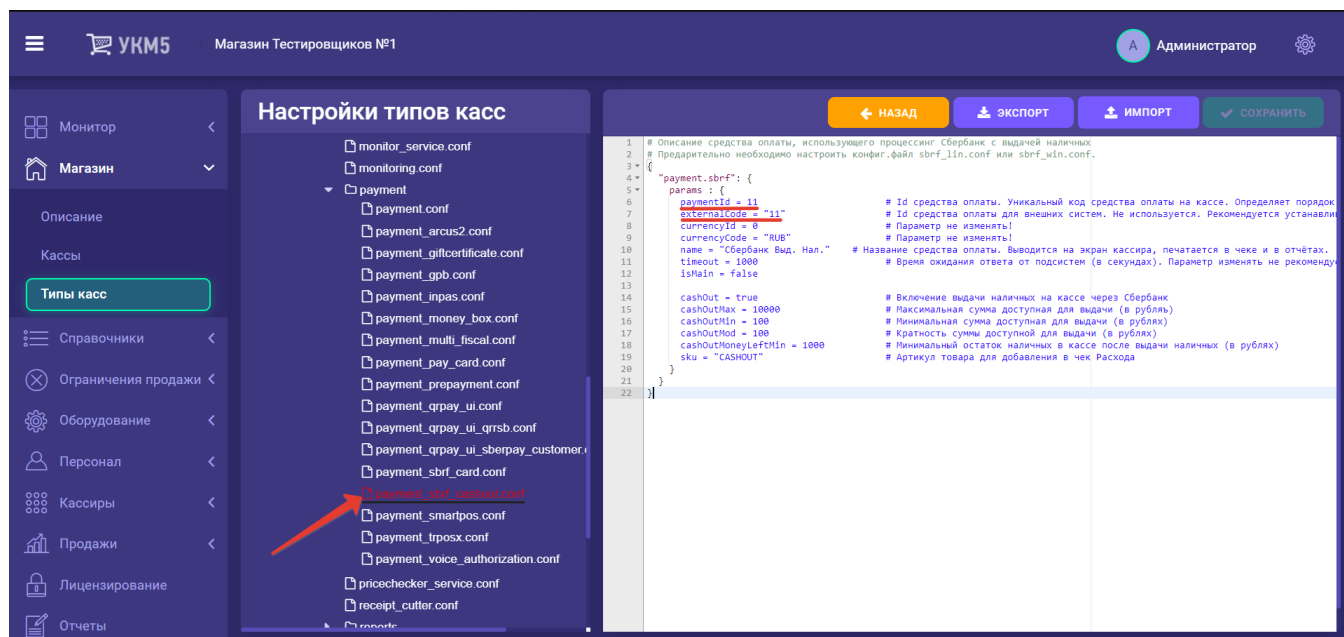 УКМ5
Магазин Тестировщиков №1
А
Администратор
Монитор
Магазин
Описание
Кассы
Типы касс
Справочники
Ограничения продажи
Оборудование
Персонал
Кассиры
Продажи
Лицензирование
Отчеты
Настройки типов касс
monitor_service.conf
monitoring.conf
payment
payment.conf
payment_arcus2.conf
payment_giftcertificate.conf
payment_gpb.conf
payment_inpas.conf
payment_money_box.conf
payment_multi_fiscal.conf
payment_pay_card.conf
payment_prepayment.conf
payment_qrpay_ui.conf
payment_qrpay_ui_qrrsb.conf
payment_qrpay_ui_sberpay_customer.
payment_sbrf_card.conf
payment_sbrf_cashout.conf
payment_smartpos.conf
payment_trposx.conf
payment_voice_authorization.conf
pricechecker_service.conf
receipt_cutter.conf
reports
НАЗАД
ЭКСПОРТ
ИМПОРТ
СОХРАНИТЬ
1 # Описание средства оплаты, использующего процессинг Сбербанк с выдачей наличных
2 # Предарительно необходимо настроить конфиг.файл sbrf_lin.conf или sbrf_win.conf.
3 {
4 "payment.sbrf": {
5 params : {
6 paymentId = 11 # Id средства оплаты. Уникальный код средства оплаты на кассе. Определяет порядок
7 externalCode = "11" # Id средства оплаты для внешних систем. Не используется. Рекомендуется устанавли
8 currencyId = 0 # Параметр не изменять!
9 currencyCode = "RUB" # Параметр не изменять!
10 name = "Сбербанк Выд. Нал." # Название средства оплаты. Выводится на экран кассира, печатается в чеке и в отчётах.
11 timeout = 1000 # Время ожидания ответа от подсистем (в секундах). Параметр изменять не рекоменду
12 isMain = false
13
14 cashOut = true # Включение выдачи наличных на кассе через Сбербанк
15 cashOutMax = 10000 # Максимальная сумма доступная для выдачи (в рубляъ)
16 cashOutMin = 100 # Минимальная сумма доступная для выдачи (в рублях)
17 cashOutMod = 100 # Кратность суммы доступной для выдачи (в рублях)
18 cashOutMoneyLeftMin = 1000 # Минимальный остаток наличных в кассе после выдачи наличных (в рублях)
19 sku = "CASHOUT" # Артикул товара для добавления в чек Расхода
20 }
21 }
22 }